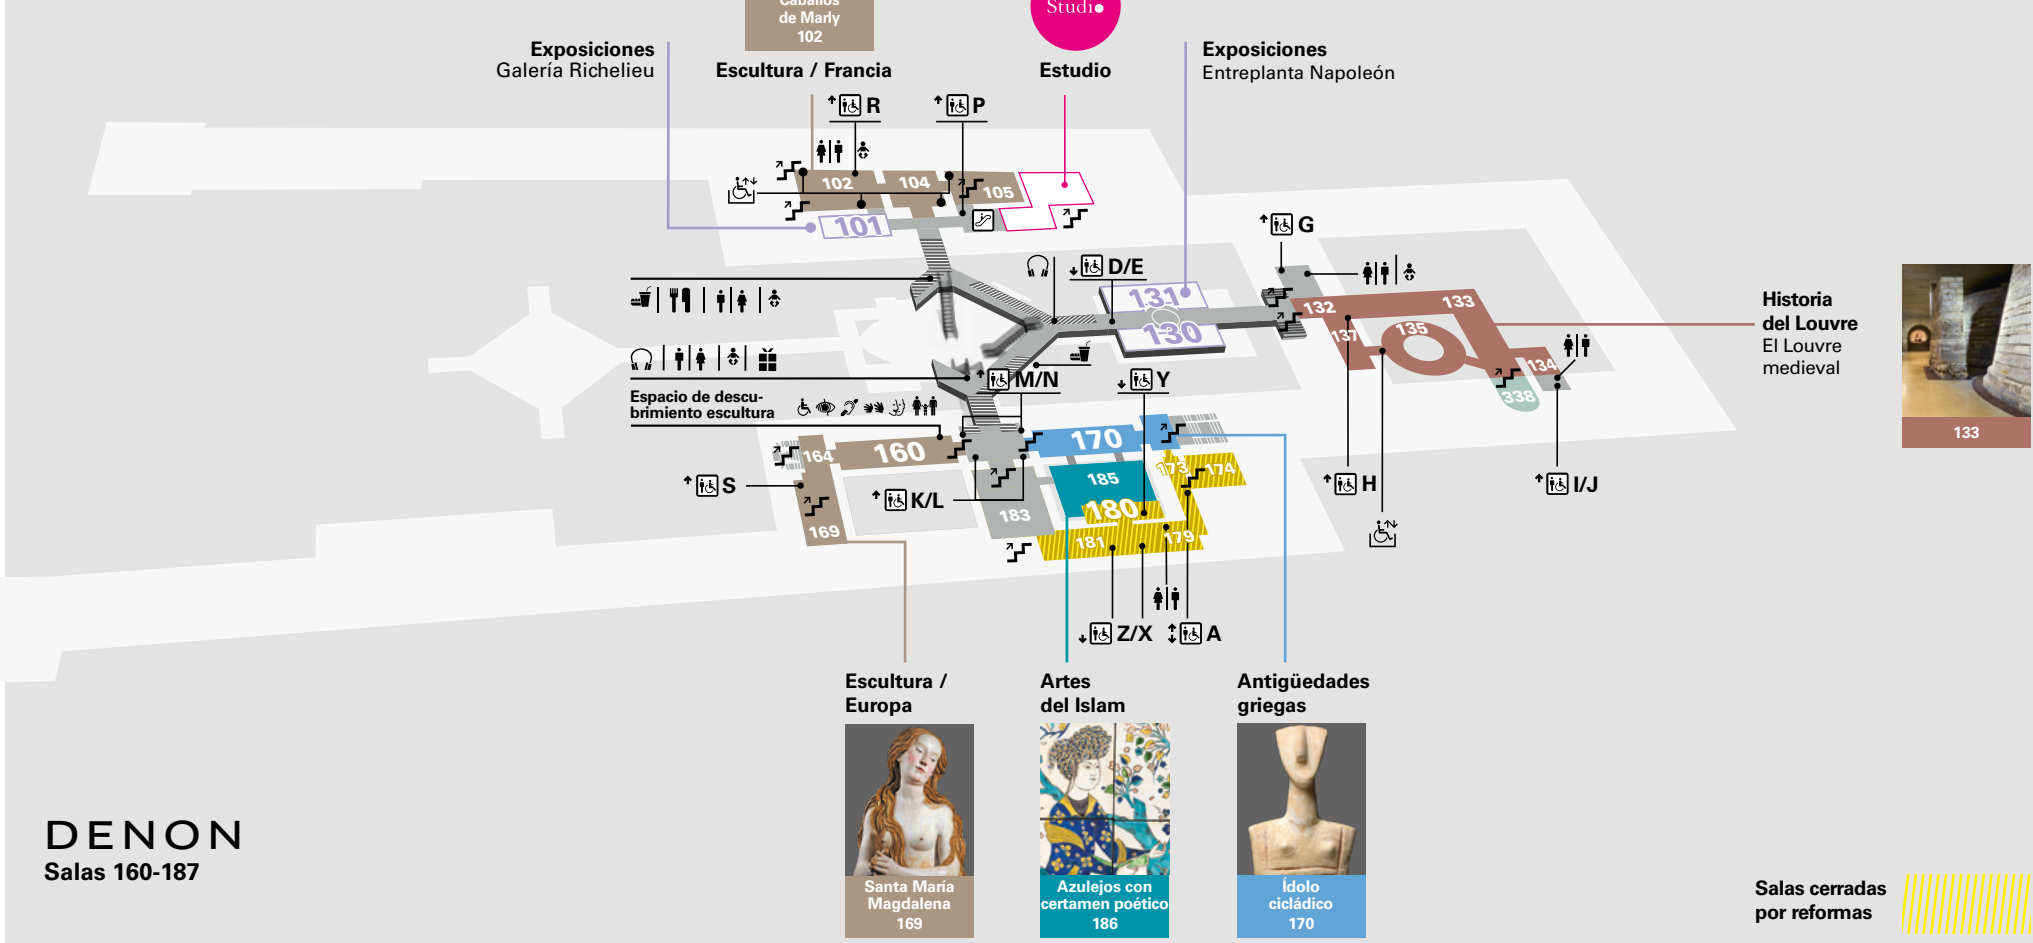 Caballos
de Marly
102
Studio
Exposiciones
Galería Richelieu
Escultura / Francia
Estudio
Exposiciones
Entreplanta Napoleón
R
P
102
104
105
101
G
D/E
131
130
132
133
137
135
134
338
Historia
del Louvre
El Louvre
medieval
133
M/N
Y
Espacio de descu-
brimiento escultura
164
160
170
173
174
185
180
S
K/L
183
181
179
169
H
I/J
Z/X
A
Escultura /
Europa
Artes
del Islam
Antigüedades
griegas
Santa María
Magdalena
169
Azulejos con
certamen poético
186
Ídolo
cicládico
170
DENON
Salas 160-187
Salas cerradas
por reformas